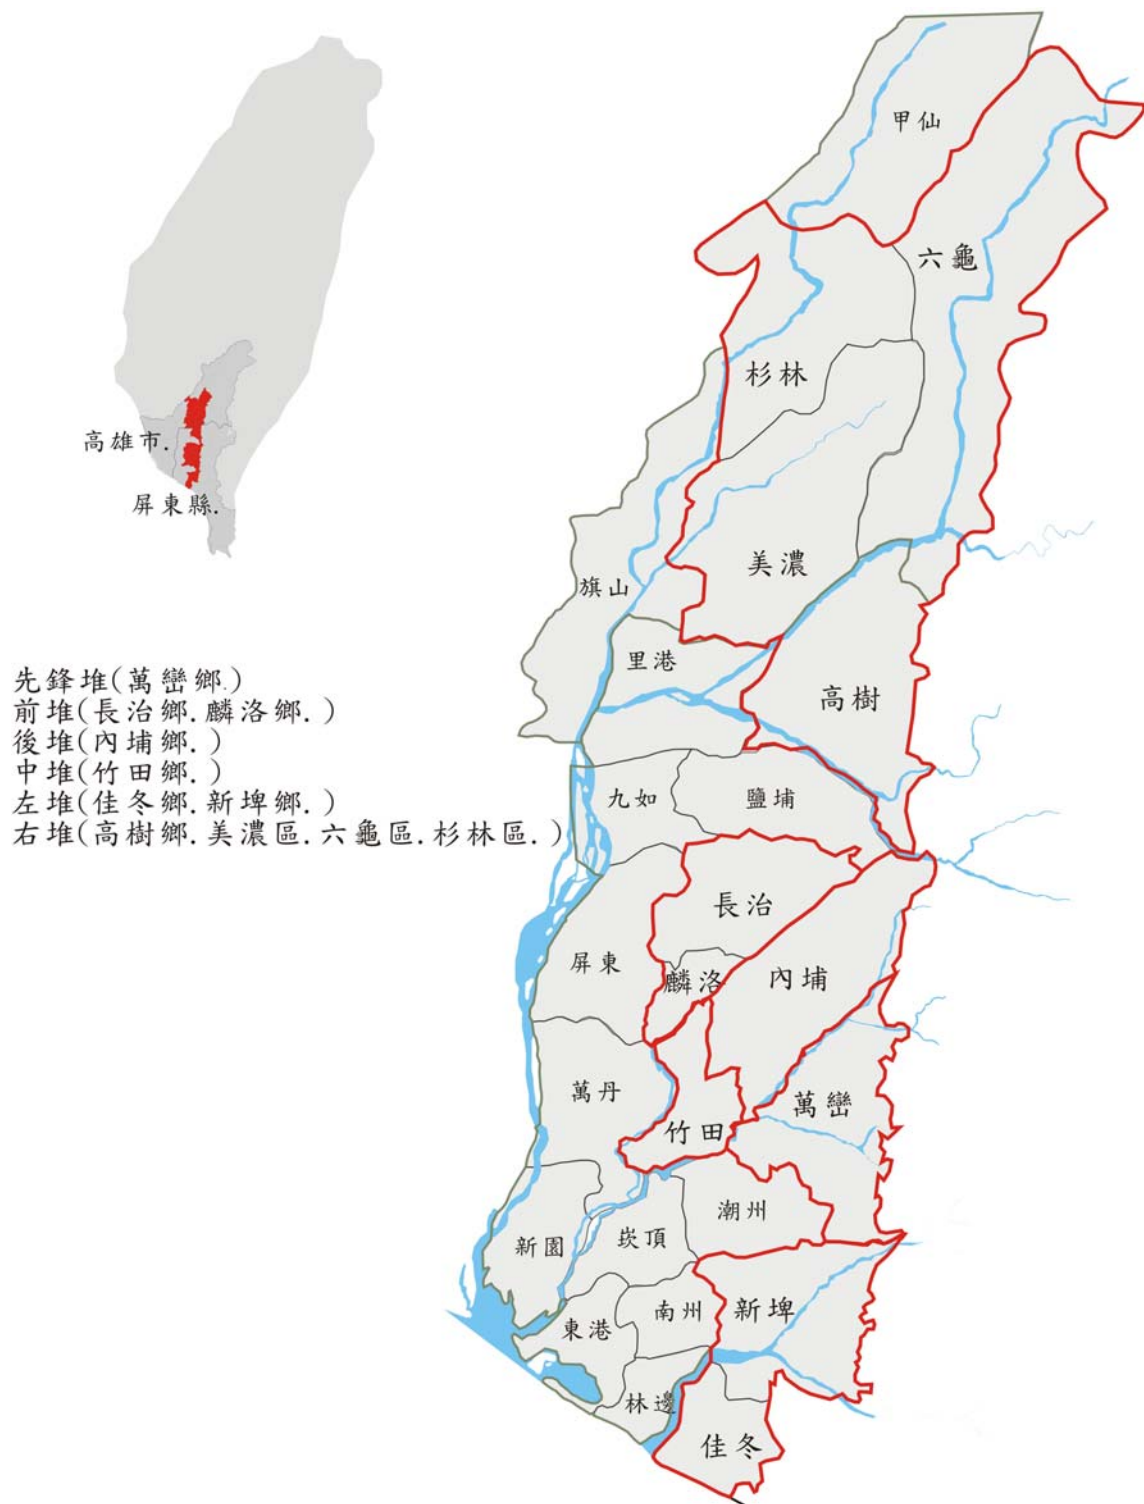 甲仙
六龜
杉林
高雄市.
屏東縣.
美濃
旗山
里港
先鋒堆(萬巒鄉.)
前堆(長治鄉.麟洛鄉.)
後堆(內埔鄉.)
中堆(竹田鄉.)
左堆(佳冬鄉.新埤鄉.)
右堆(高樹鄉.美濃區.六龜區.杉林區.)
高樹
九如
鹽埔
長治
屏東
麟洛
內埔
萬丹
萬巒
竹田
潮州
新園
崁頂
新埤
南州
東港
林邊
佳冬